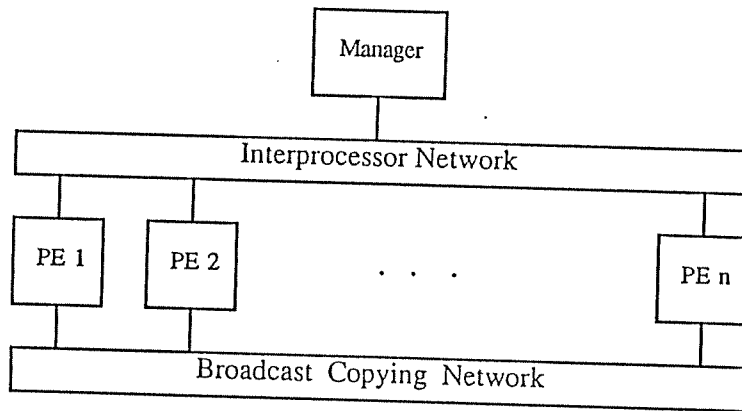 Manager
Interprocessor Network
PE 1
PE 2
. . .
PE n
Broadcast Copying Network